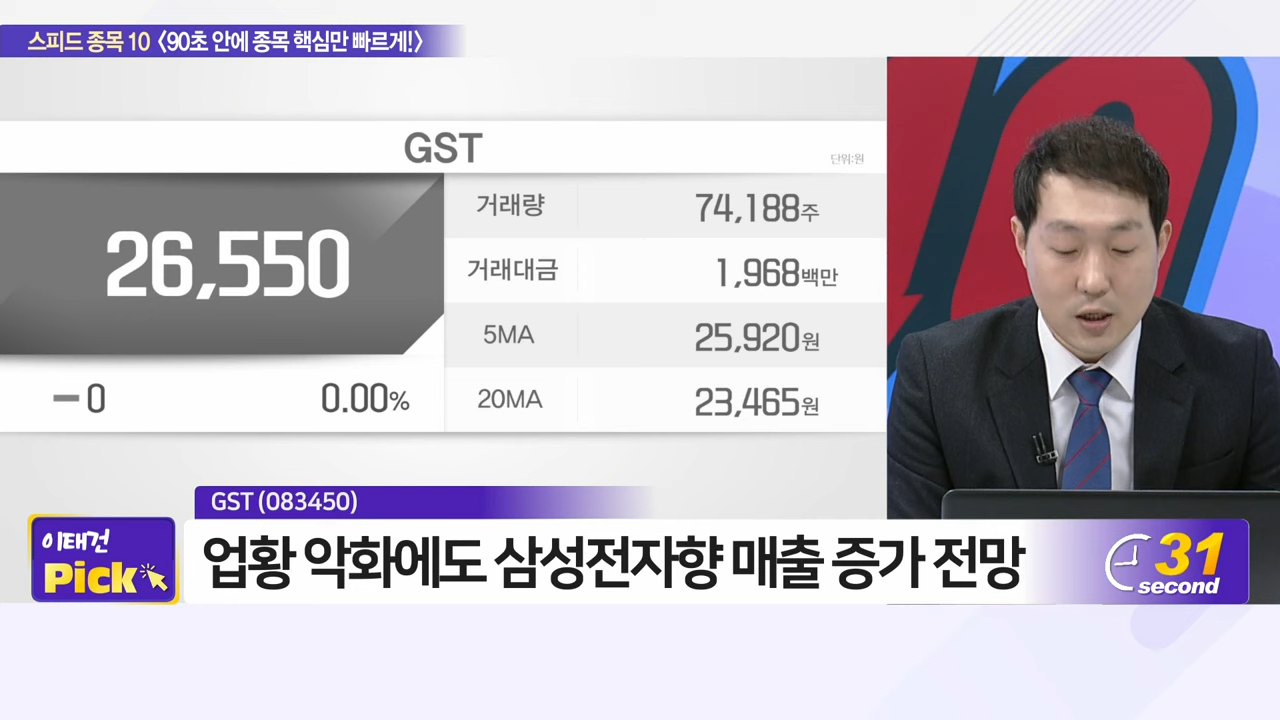 스피드 종목 10 〈90초 안에 종목 핵심만 빠르게!〉
GST
단위:원
26,550
0
0.00%
거래량 74,188주
거래대금 1,968백만
5MA 25,920원
20MA 23,465원
GST (083450)
이태건
Pick
업황 악화에도 삼성전자향 매출 증가 전망
31
second